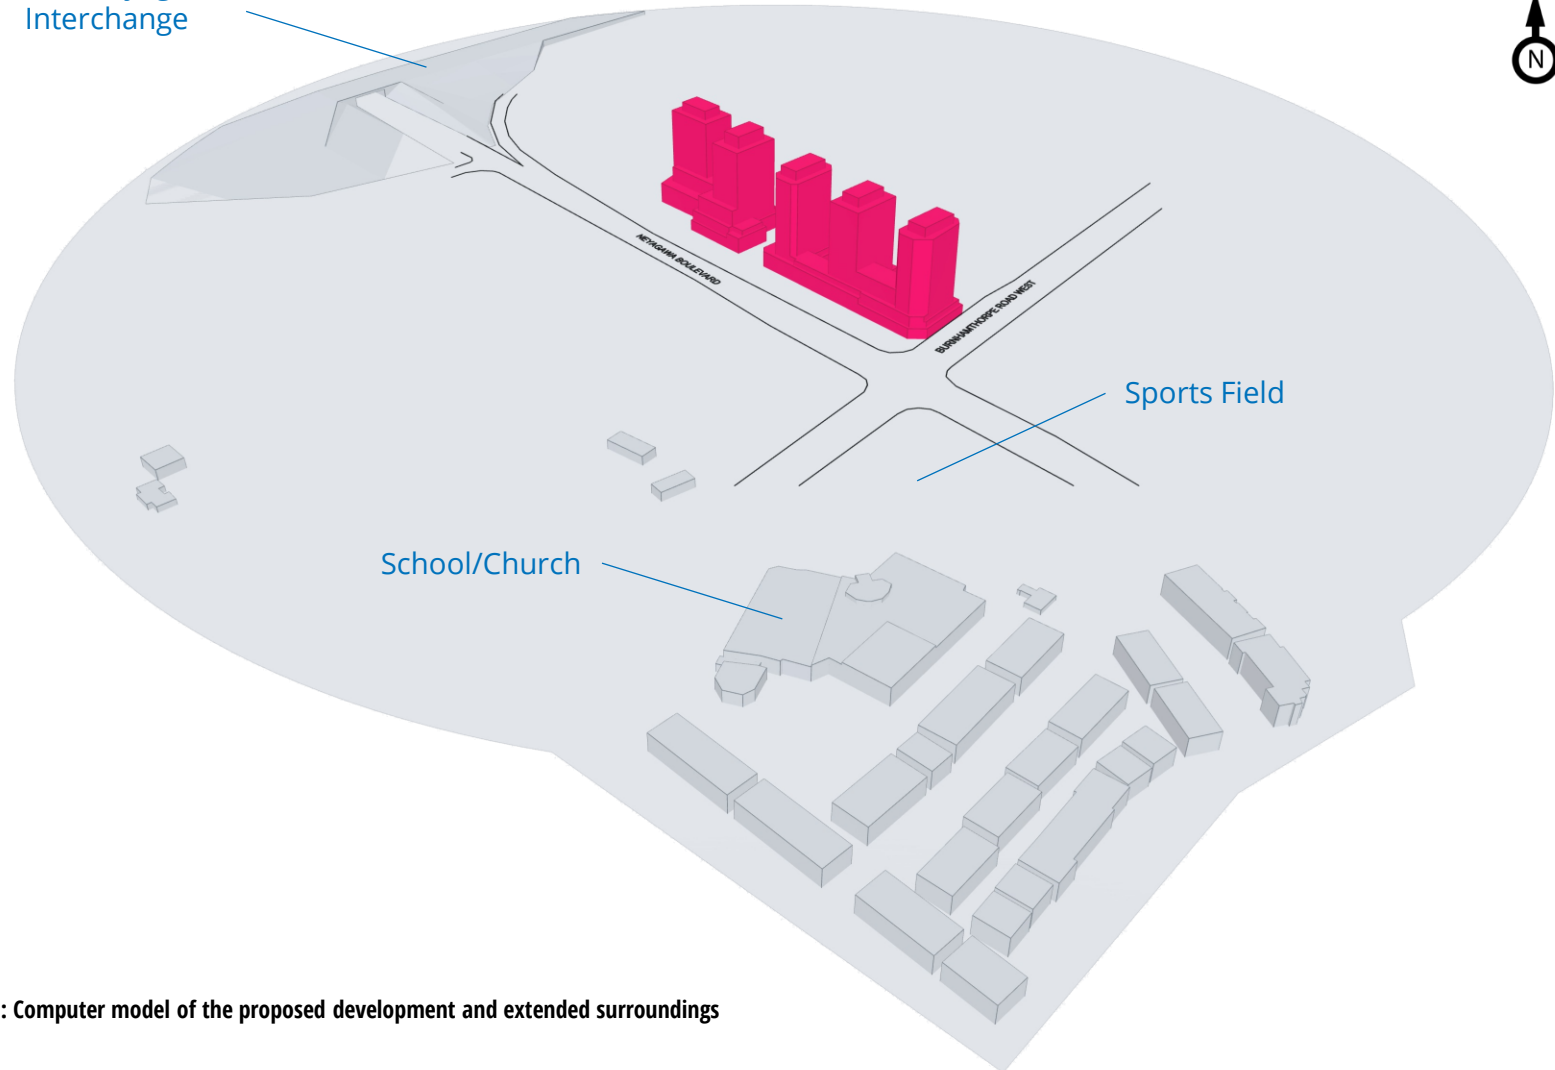 Interchange
N
NEYAGAWA BOULEVARD
BURNHAMTHORPE ROAD WEST
Sports Field
School/Church
: Computer model of the proposed development and extended surroundings